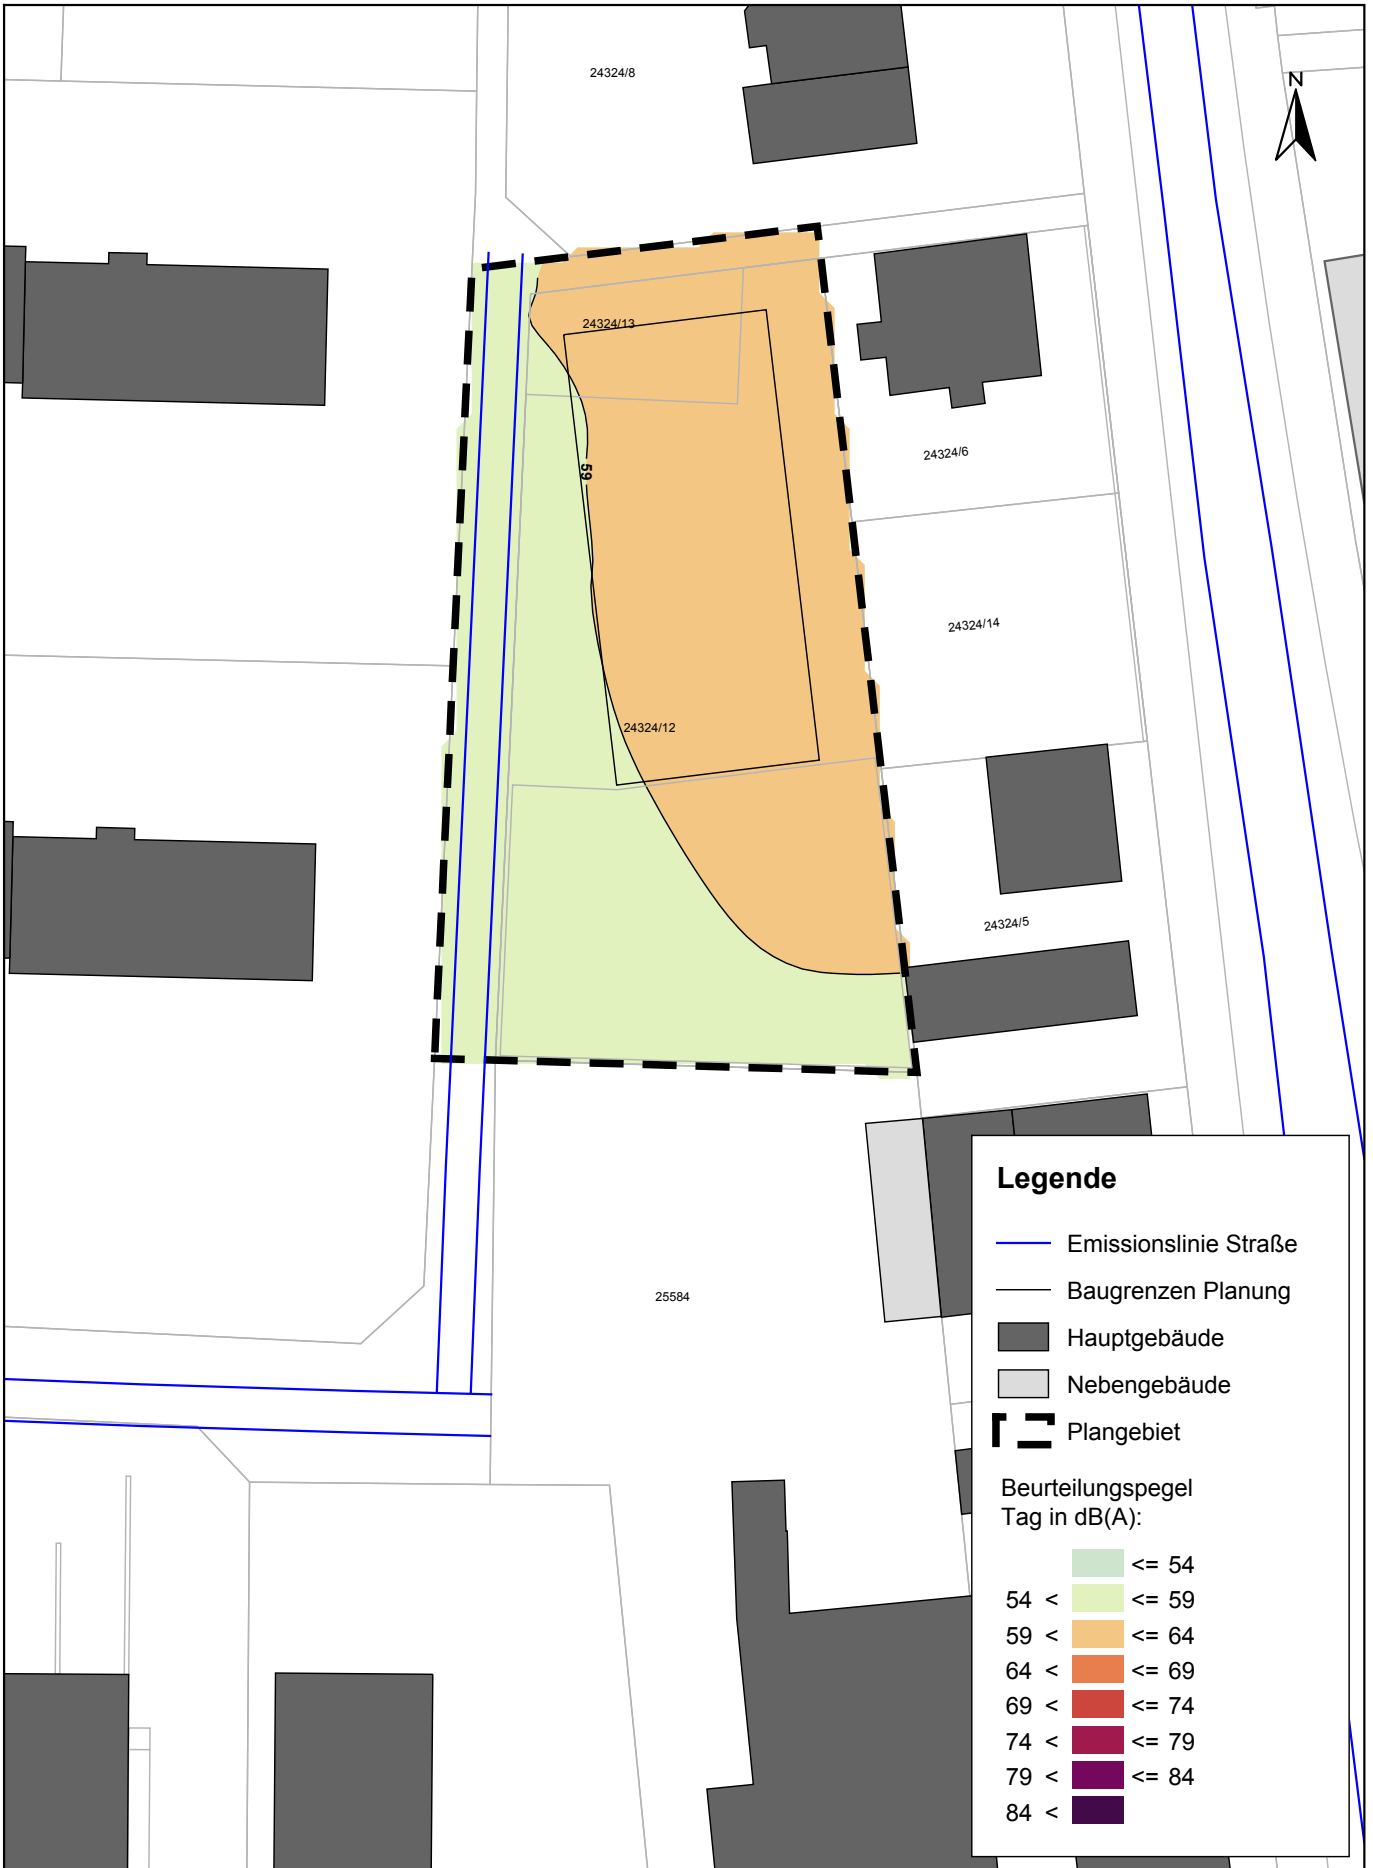 24324/8
N
24324/13
24324/6
59
24324/14
24324/12
24324/5
25584
Legende
Emissionslinie Straße
Baugrenzen Planung
Hauptgebäude
Nebengebäude
Plangebiet
Beurteilungspegel
Tag in dB(A):
<= 54
54 < <= 59
59 < <= 64
64 < <= 69
69 < <= 74
74 < <= 79
79 < <= 84
84 <